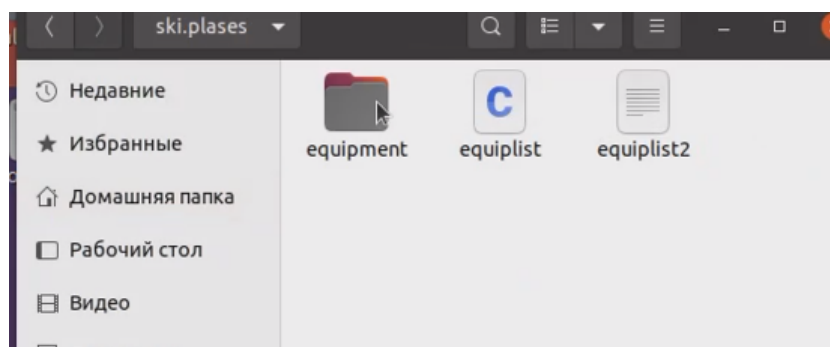 ski.plases
Недавние
Избранные
Домашняя папка
Рабочий стол
Видео
equipment
C
equiplist
equiplist2